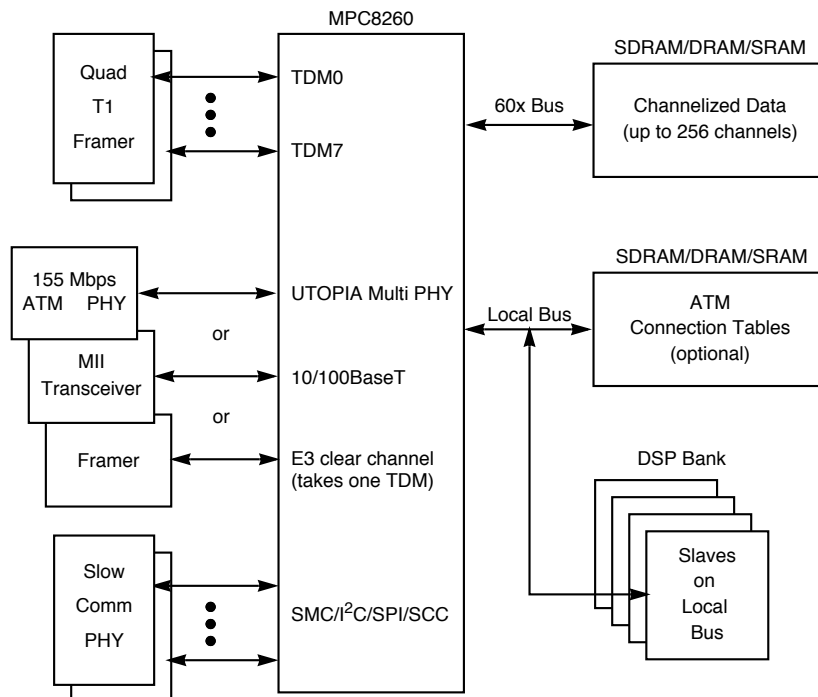 MPC8260
Quad
T1
Framer
TDM0
TDM7
SDRAM/DRAM/SRAM
60x Bus
Channelized Data
(up to 256 channels)
155 Mbps
ATM PHY
UTOPIA Multi PHY
or
MII
Transceiver
10/100BaseT
or
Framer
E3 clear channel
(takes one TDM)
SDRAM/DRAM/SRAM
Local Bus
ATM
Connection Tables
(optional)
DSP Bank
Slaves
on
Local
Bus
Slow
Comm
PHY
SMC/I²C/SPI/SCC